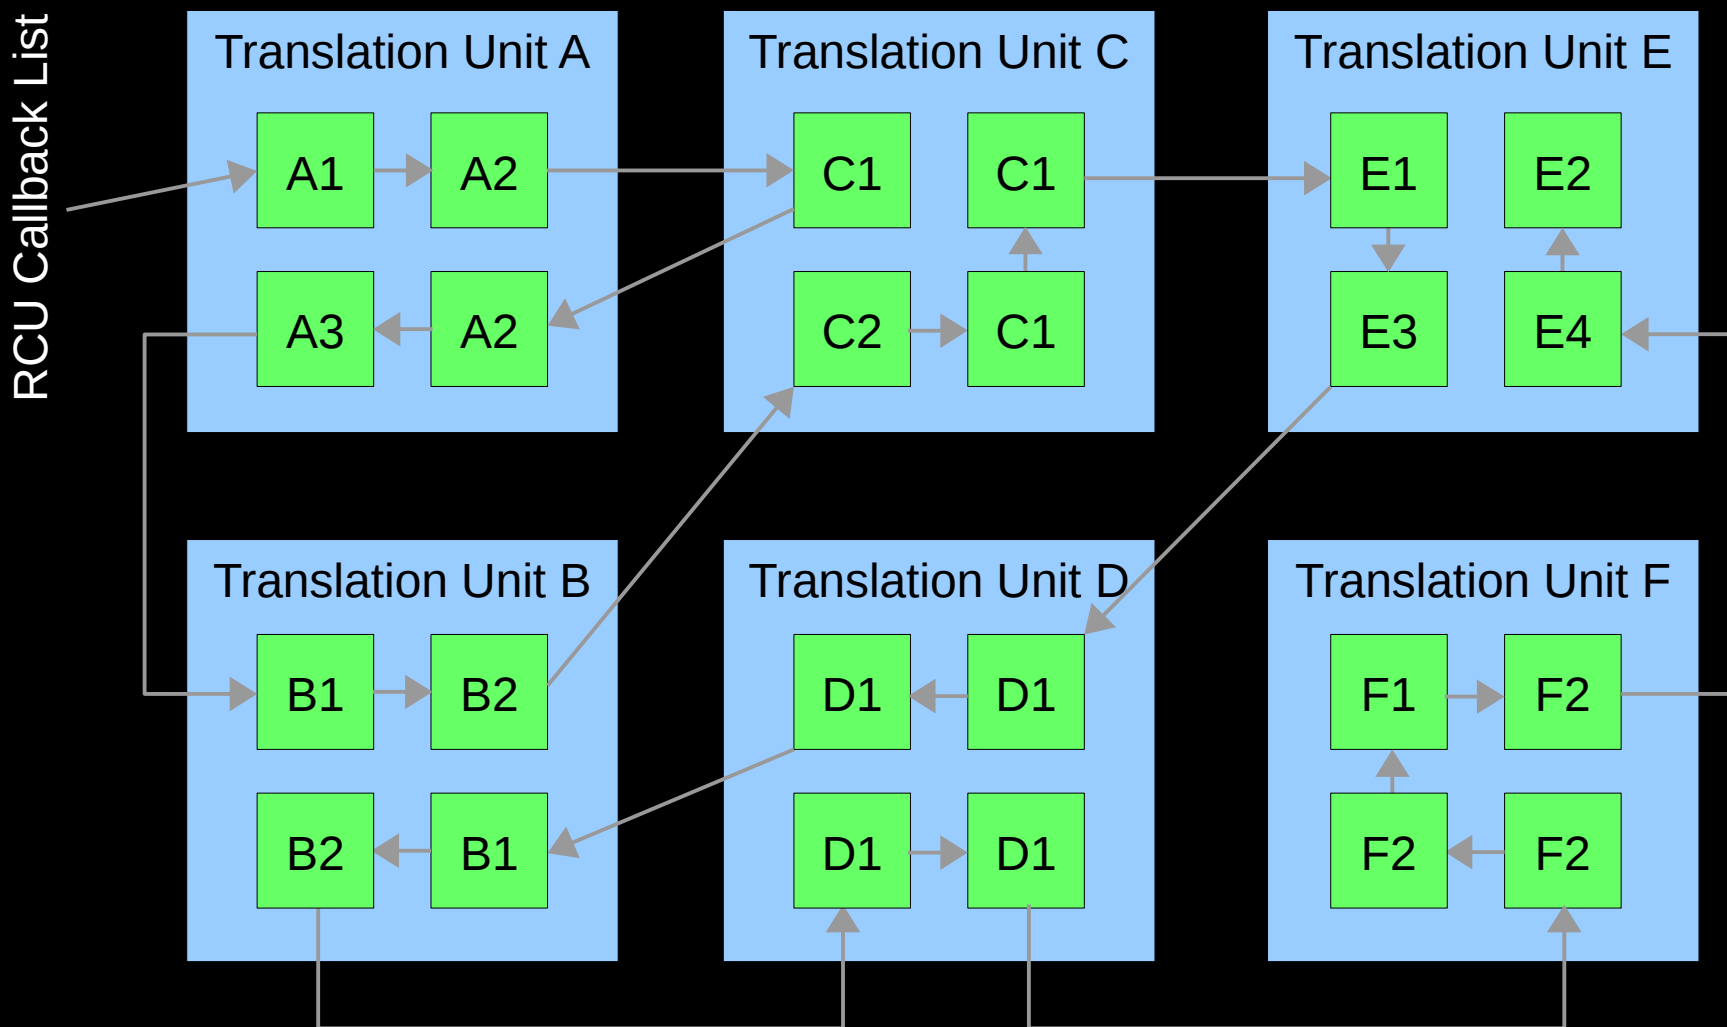 RCU Callback List
Translation Unit A
A1 A2
A3 A2
Translation Unit C
C1 C1
C2 C1
Translation Unit E
E1 E2
E3 E4
Translation Unit B
B1 B2
B2 B1
Translation Unit D
D1 D1
D1 D1
Translation Unit F
F1 F2
F2 F2